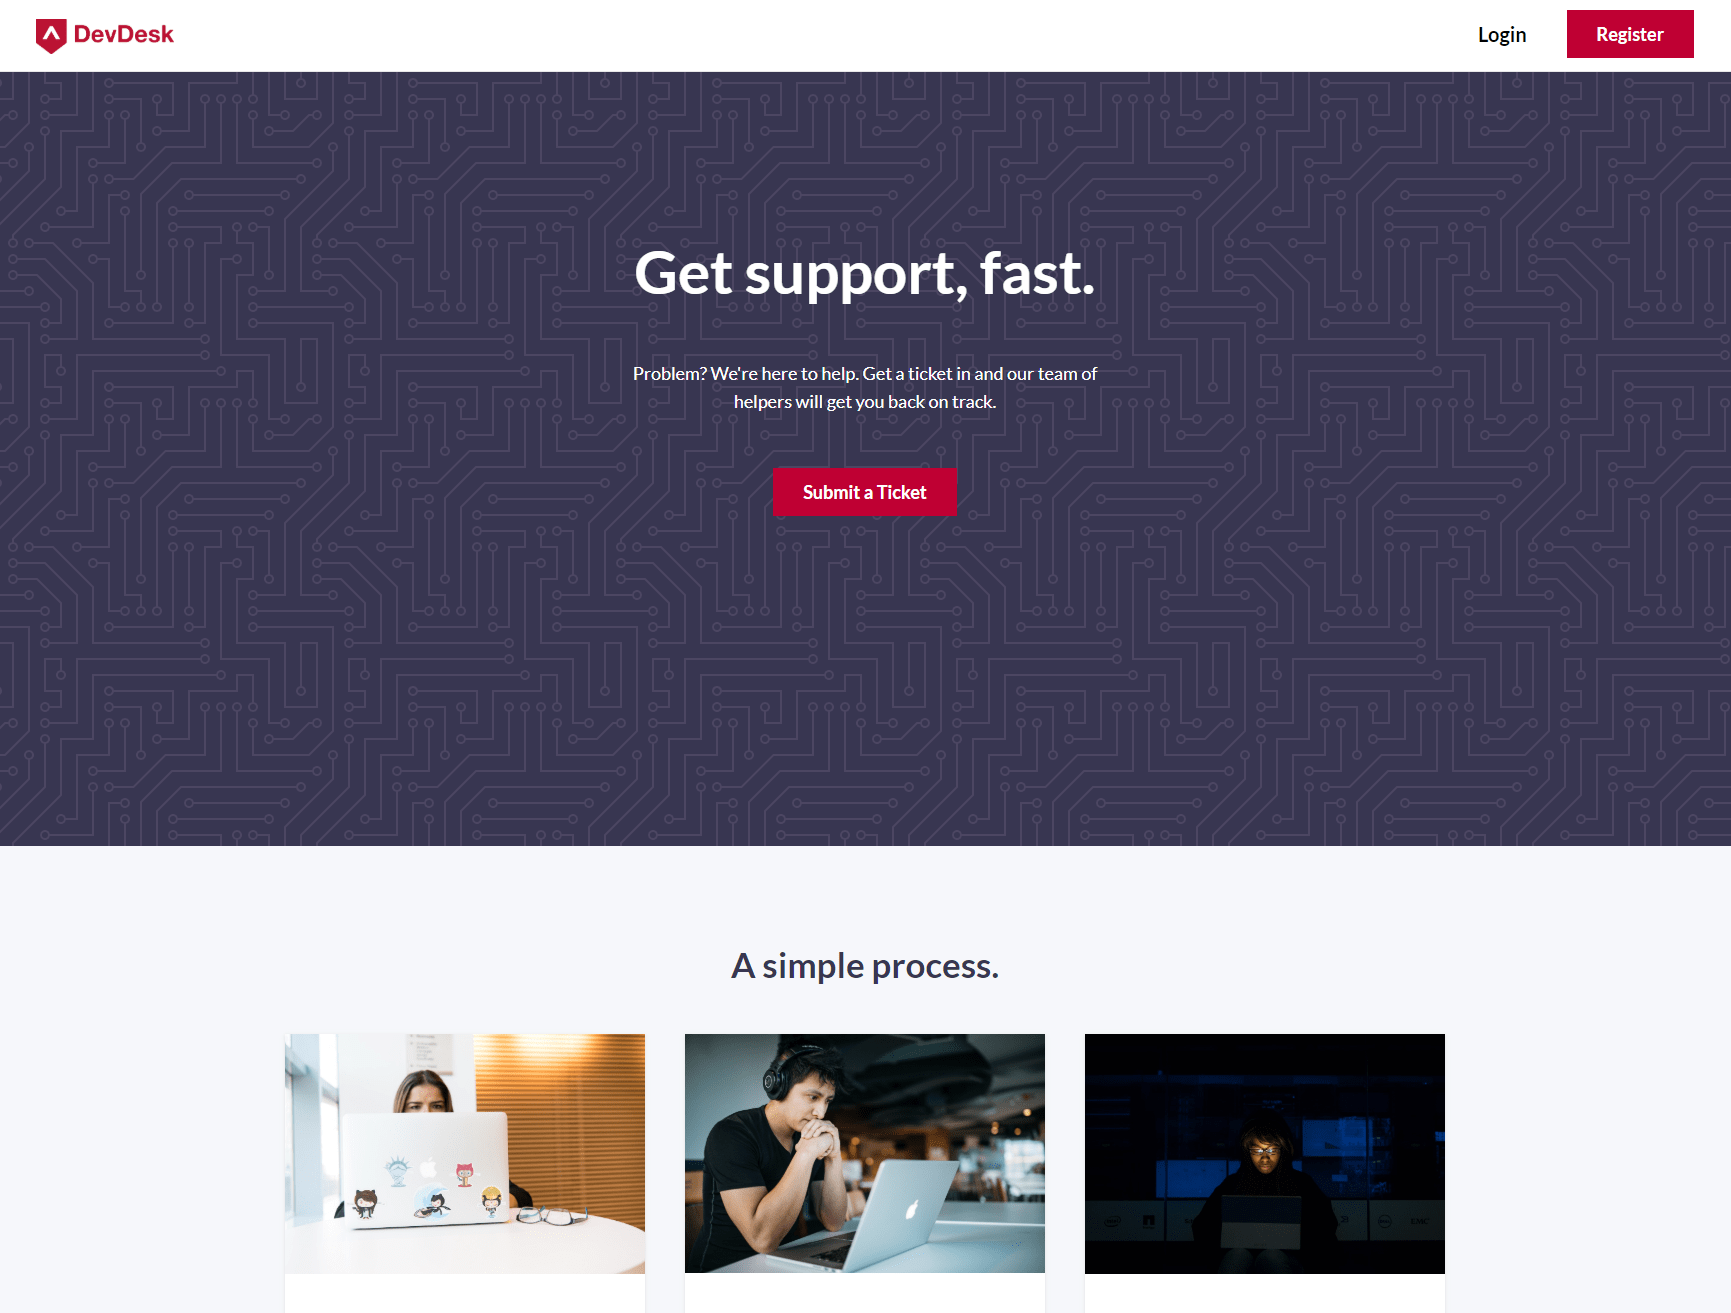 DevDesk
Login
Register
Get support, fast.
Problem? We're here to help. Get a ticket in and our team of
helpers will get you back on track.
Submit a Ticket
A simple process.